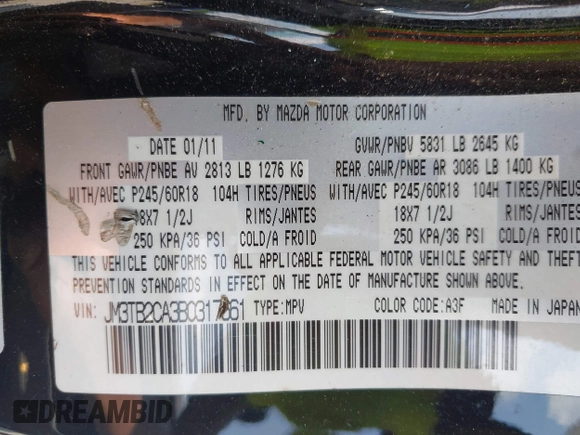 MFD. BY MAZDA MOTOR CORPORATION
DATE 01/11 GVWR/PNBV 5831 LB 2645 KG
FRONT GAWR/PNBE AV 2813 LB 1276 KG REAR GAWR/PNBE AR 3086 LB 1400 KG
WITH/AVEC P245/60R18 104H TIRES/PNEUS WITH/AVEC P245/60R18 104H TIRES/PNEUS
X7 1/2J RIMS/JANTES 18X7 1/2J RIMS/JANTES
250 KPA/36 PSI COLD/A FROID 250 KPA/36 PSI COLD/A FROID
THIS VEHICLE CONFORMS TO ALL APPLICABLE FEDERAL MOTOR VEHICLE SAFETY AND THEFT
PREVENTION STANDARDS IN EFFECT ON THE DATE OF MANUFACTURE SHOWN ABOVE.
VIN: TYPE:MPV COLOR:A3F MADE IN JAPAN
DREAMBID